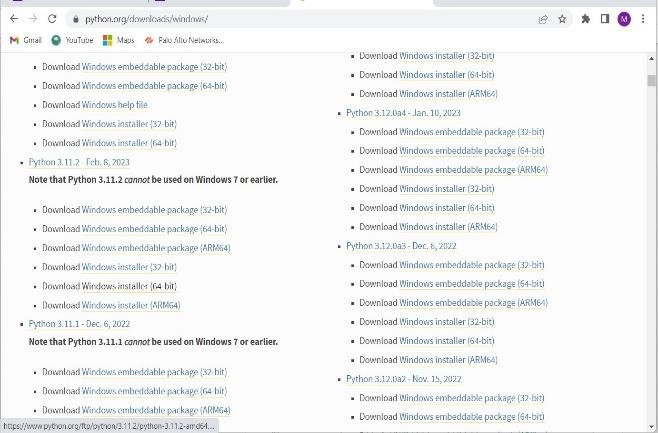 python.org/downloads/windows/
M
Gmail YouTube Maps Palo Alto Networks...
Download Windows embeddable package (32-bit)
Download Windows embeddable package (64-bit)
Download Windows help file
Download Windows installer (32-bit)
Download Windows installer (64-bit)
Python 3.11.2 - Feb. 8, 2023
Note that Python 3.11.2 cannot be used on Windows 7 or earlier.
Download Windows embeddable package (32-bit)
Download Windows embeddable package (64-bit)
Download Windows embeddable package (ARM64)
Download Windows installer (32-bit)
Download Windows installer (64-bit)
Download Windows installer (ARM64)
Python 3.11.1 - Dec. 6, 2022
Note that Python 3.11.1 cannot be used on Windows 7 or earlier.
Download Windows embeddable package (32-bit)
Download Windows embeddable package (64-bit)
Download Windows embeddable package (ARM64)
Download Windows installer (32-bit)
Download Windows installer (64-bit)
Download Windows installer (ARM64)
Python 3.12.0a4 - Jan. 10, 2023
Download Windows embeddable package (32-bit)
Download Windows embeddable package (64-bit)
Download Windows embeddable package (ARM64)
Download Windows installer (32-bit)
Download Windows installer (64-bit)
Download Windows installer (ARM64)
Python 3.12.0a3 - Dec. 6, 2022
Download Windows embeddable package (32-bit)
Download Windows embeddable package (64-bit)
Download Windows embeddable package (ARM64)
Download Windows installer (32-bit)
Download Windows installer (64-bit)
Download Windows installer (ARM64)
Python 3.12.0a2 - Nov. 15, 2022
Download Windows embeddable package (32-bit)
Download Windows embeddable package (64-bit)
https://www.python.org/ftp/python/3.11.2/python-3.11.2-amd64...